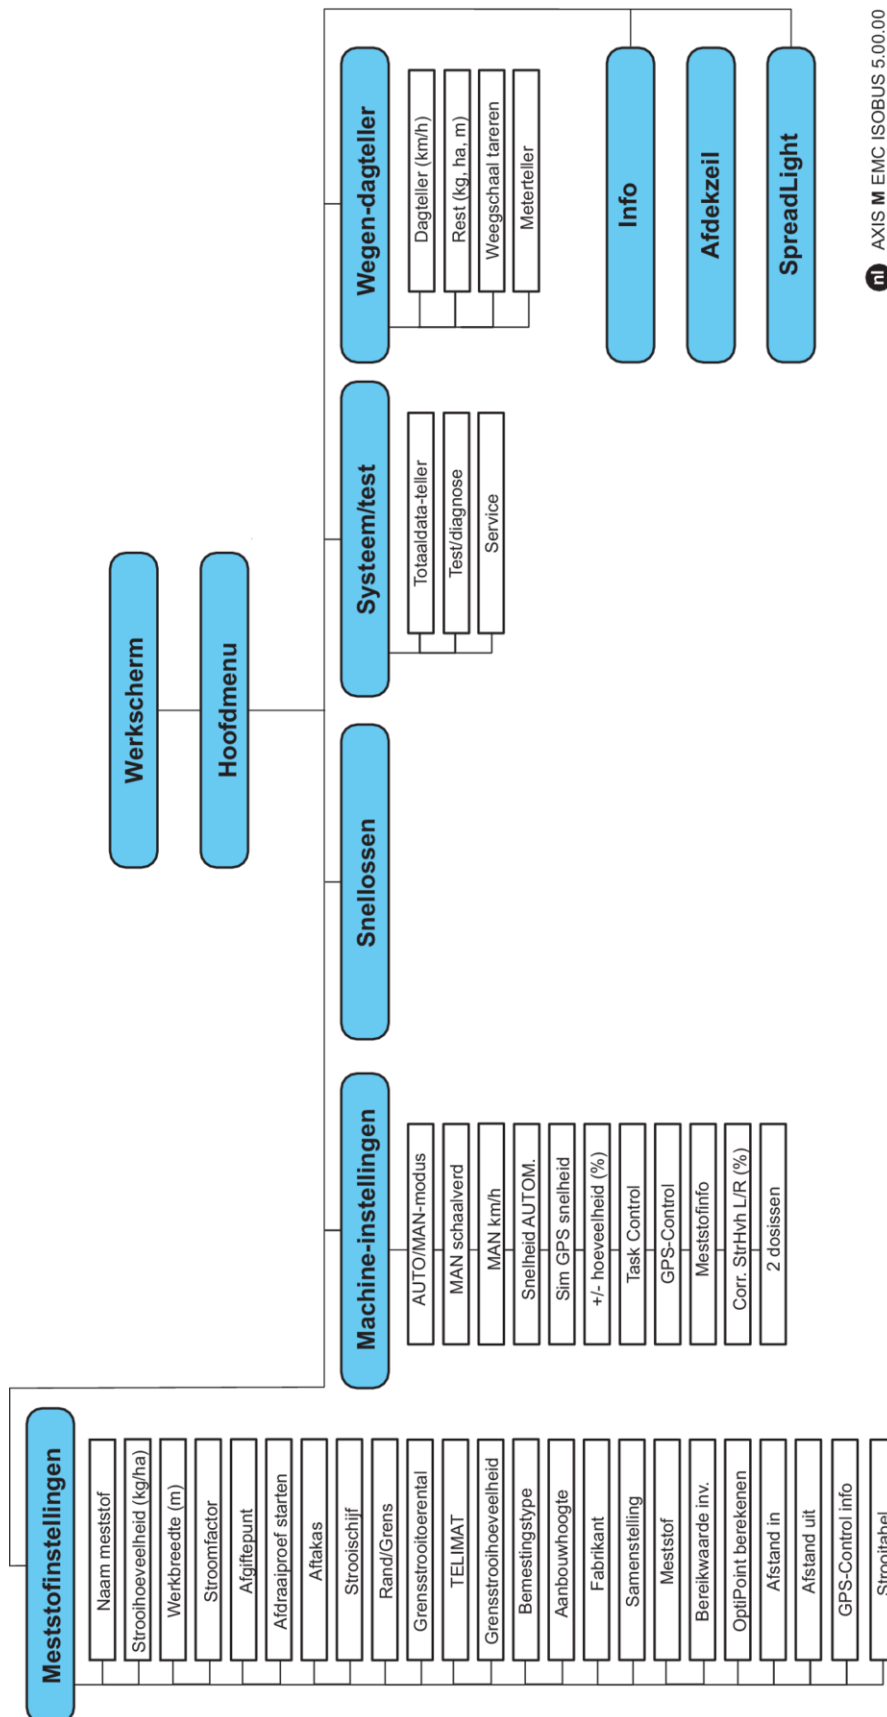 Werkscherm
Hoofdmenu
Meststofinstellingen
Naam meststof
Strooihoeveelheid (kg/ha)
Werkbreedte (m)
Stroomfactor
Afgiftepunt
Afdraaiproef starten
Aftakas
Strooischijf
Rand/Grens
Grensstrooitoerental
TELIMAT
Grensstrooihoeveelheid
Bemestingstype
Aanbouwhoogte
Fabrikant
Samenstelling
Meststof
Bereikwaarde inv.
OptiPoint berekenen
Afstand in
Afstand uit
GPS-Control info
Strooitabel
Machine-instellingen
AUTO/MAN-modus
MAN schaalverd
MAN km/h
Snelheid AUTOM.
Sim GPS snelheid
+/- hoeveelheid (%)
Task Control
GPS-Control
Meststofinfo
Corr. StrHvh L/R (%)
2 dosissen
Snellossen
Systeem/test
Totaaldata-teller
Test/diagnose
Service
Wegen-dagteller
Dagteller (km/h)
Rest (kg, ha, m)
Weegschaal tareren
Meterteller
Info
Afdekzeil
SpreadLight
nl AXIS M EMC ISOBUS 5.00.00